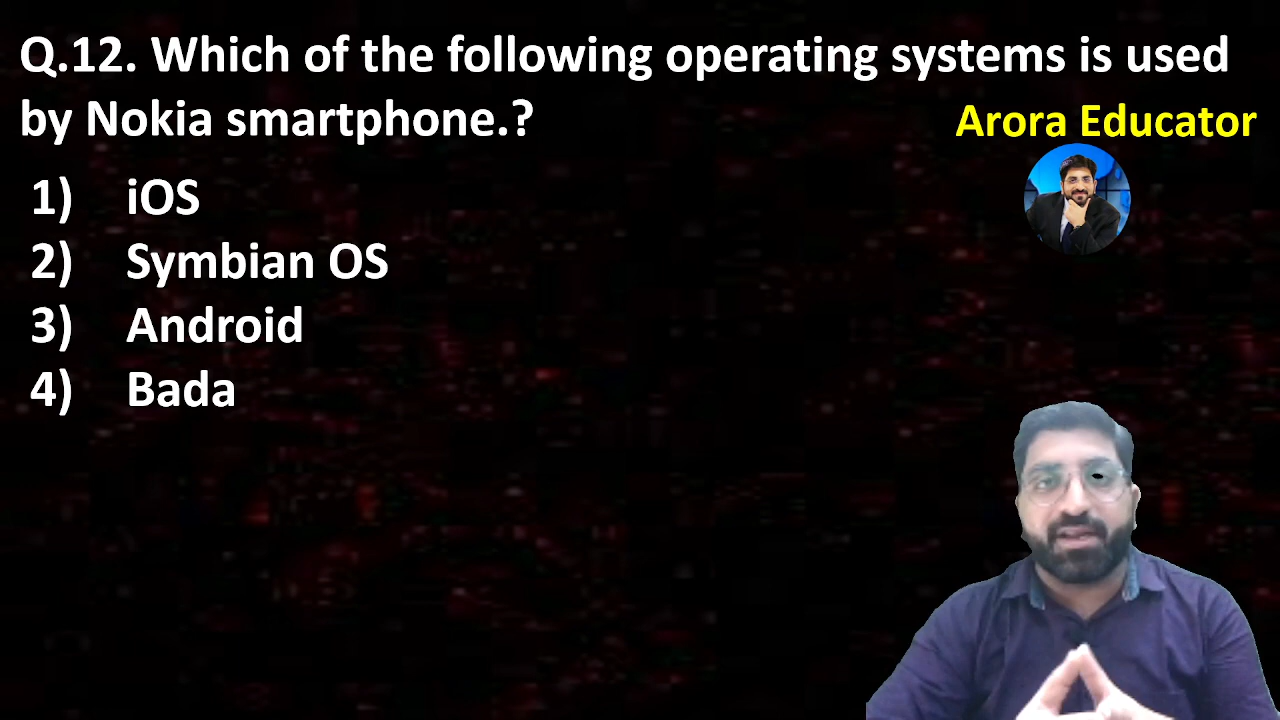 Q.12. Which of the following operating systems is used
by Nokia smartphone.?
Arora Educator
1) iOS
2) Symbian OS
3) Android
4) Bada